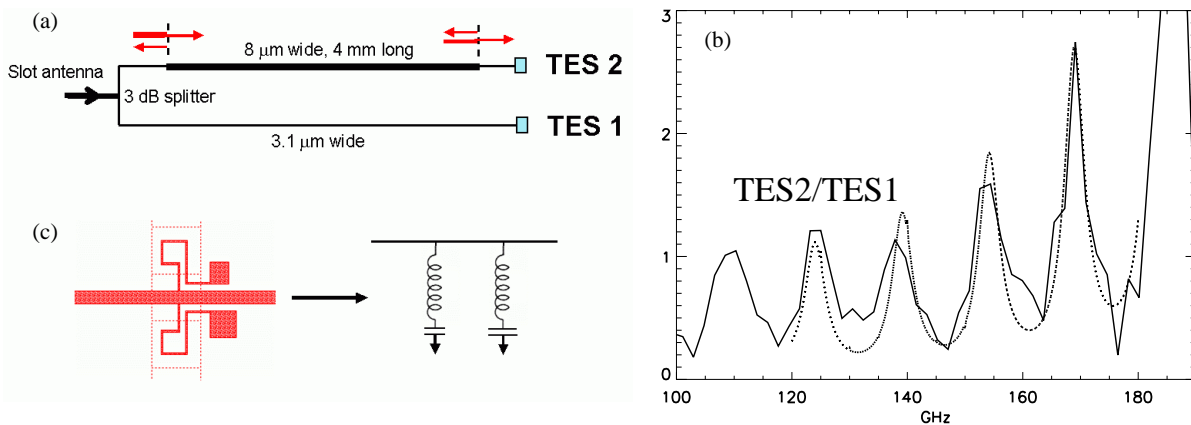 (a)
8 μm wide, 4 mm long
TES 2
Slot antenna
3 dB splitter
TES 1
3.1 μm wide
(c)
(b)
TES2/TES1
3
2
1
0
100
120
140
160
180
GHz